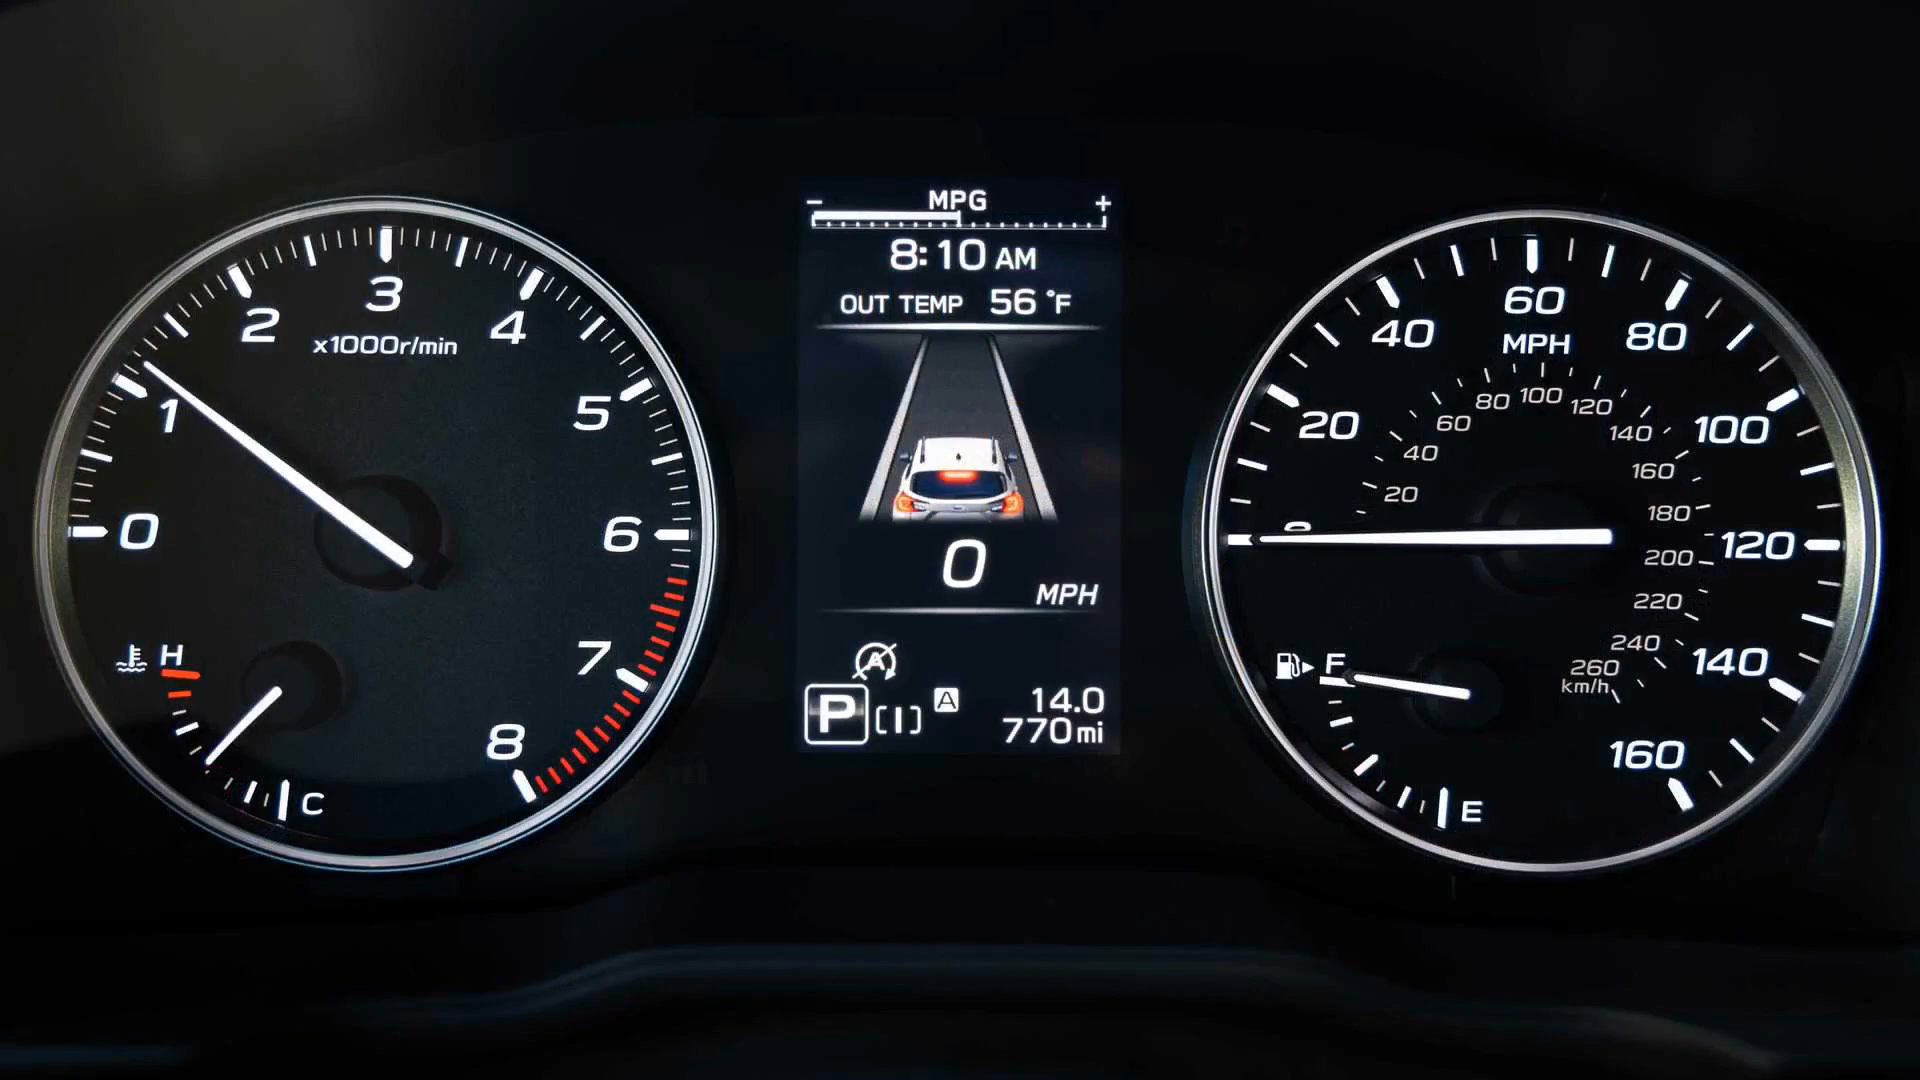 0
1
2
3
4
5
6
7
8
x1000r/min
H
C
MPG
- +
8:10 AM
OUT TEMP 56 °F
0
MPH
A
P [I] A
14.0
770mi
20
40
60
80
100
120
140
160
MPH
20
40
60
80
100
120
140
160
180
200
220
240
260
km/h
F
E